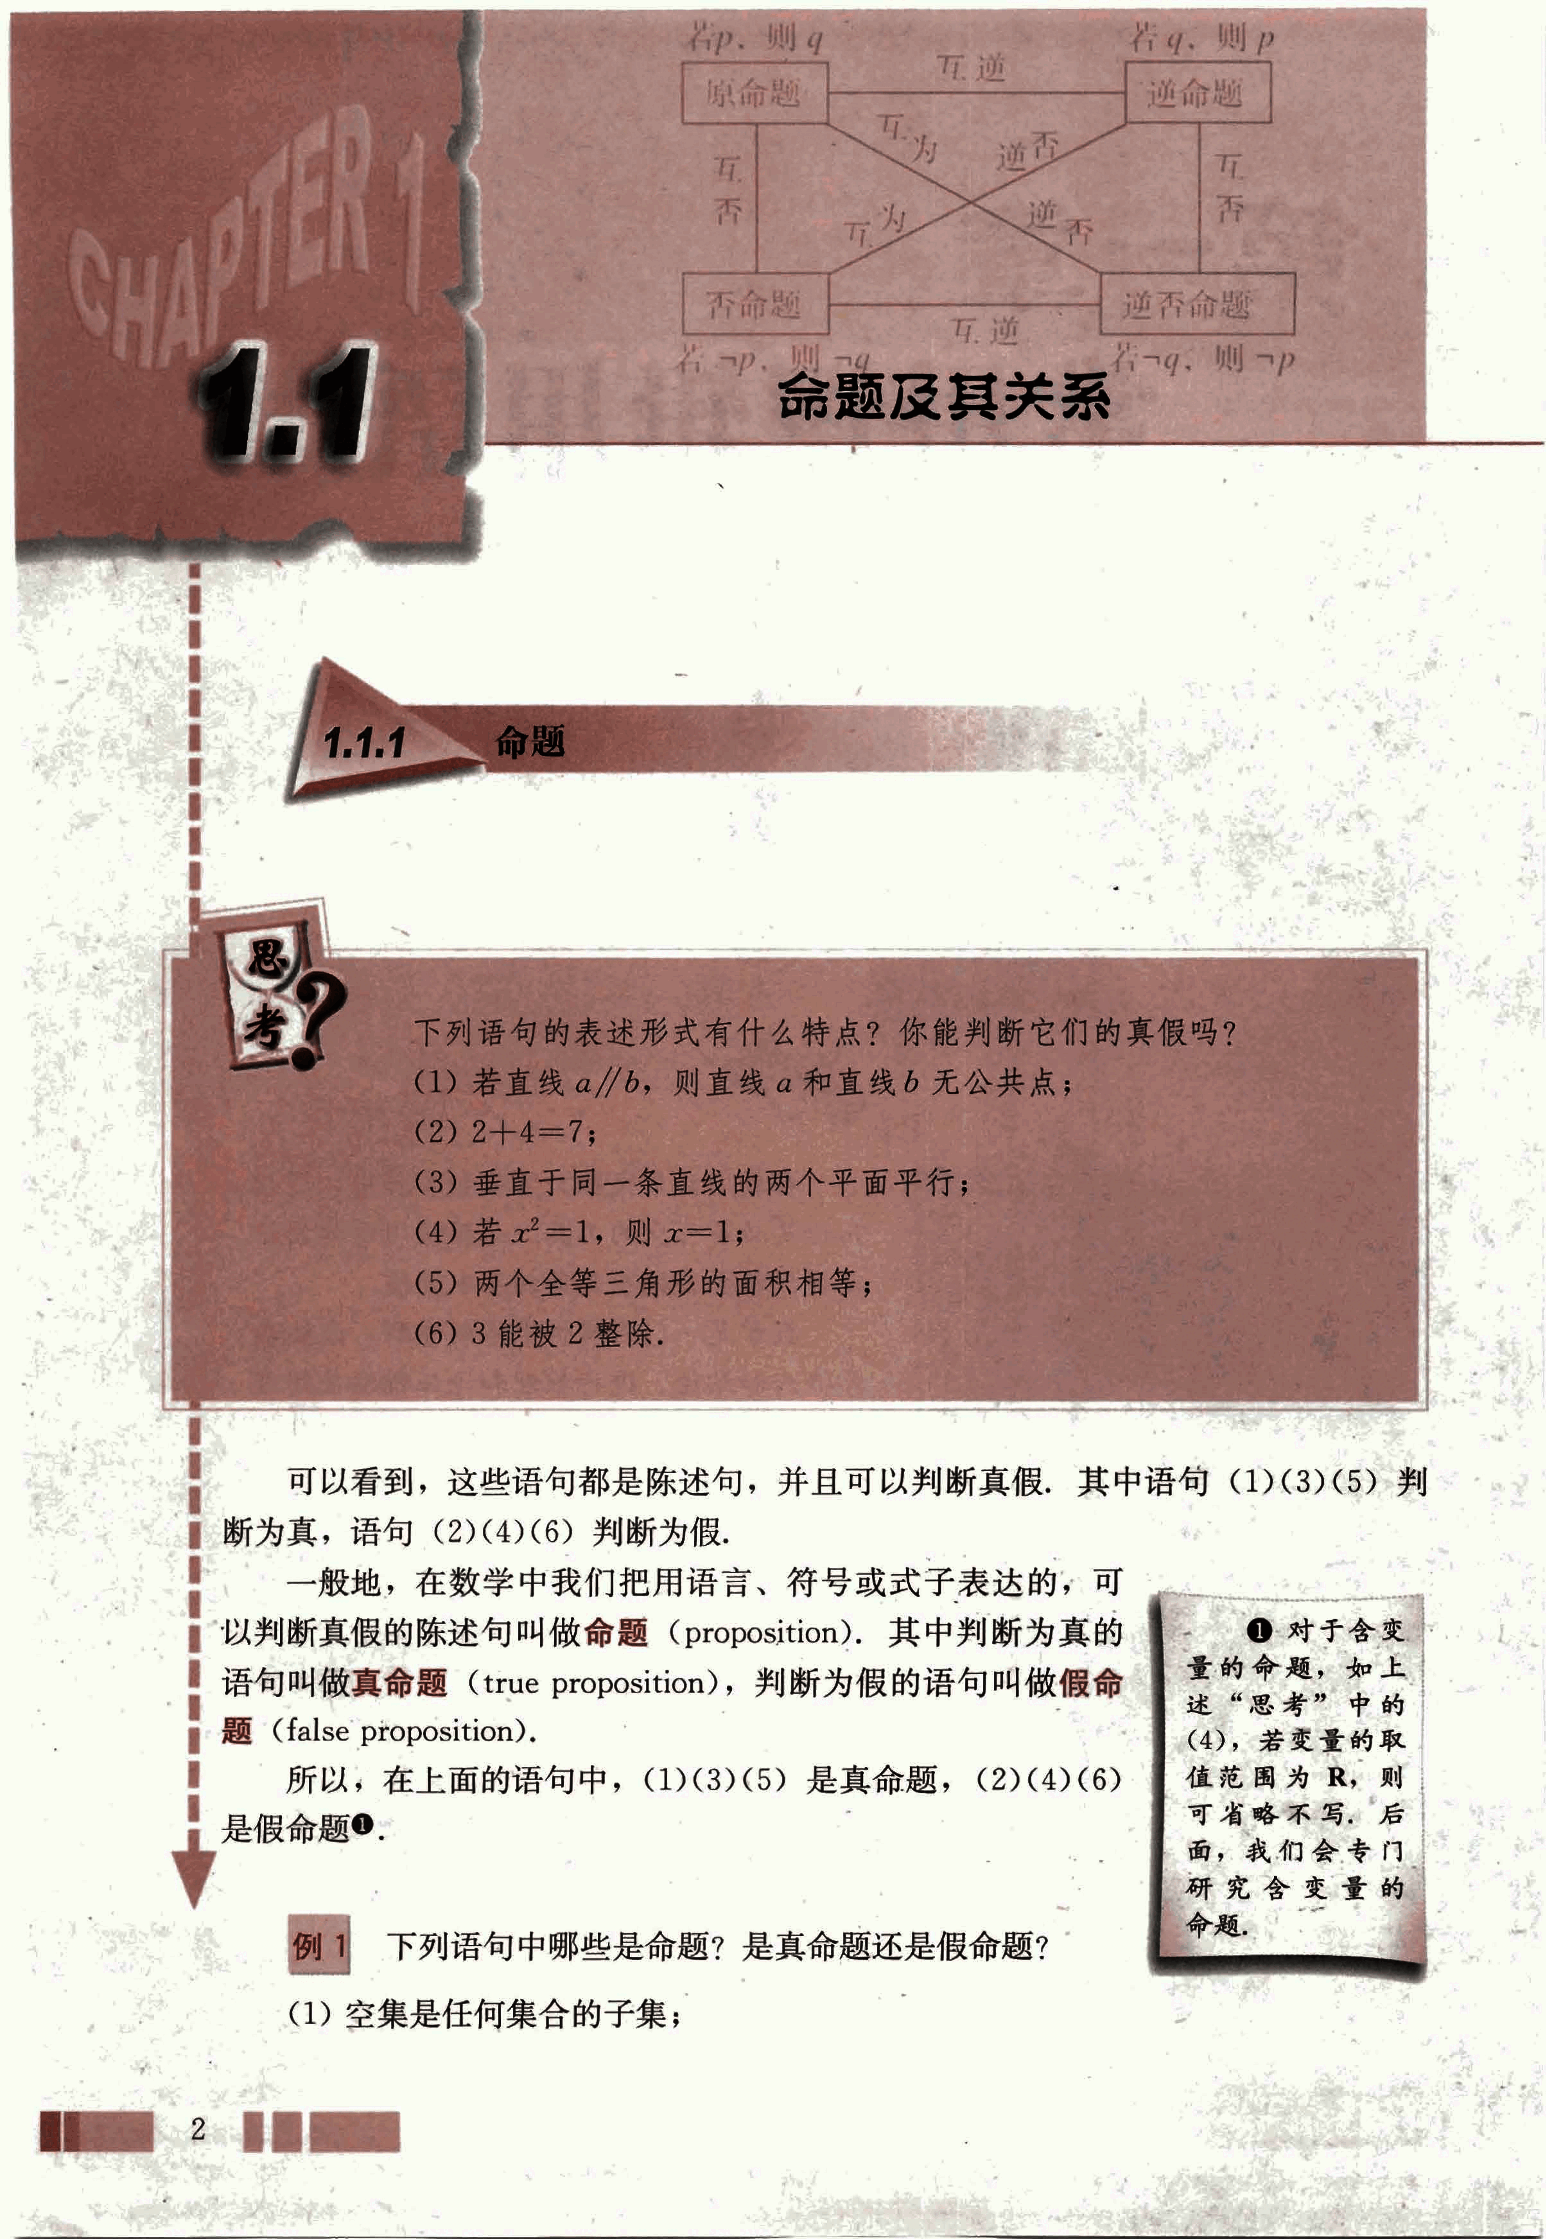 若p，则q
若q，则p
原命题
互逆
逆命题
互为
逆否
互否
互否
互为
逆否
否命题
互逆
逆否命题
若¬p，则¬q
若¬q，则¬p
CHAPTER 1
1.1
命题及其关系
1.1.1 命题
思考?
下列语句的表述形式有什么特点？你能判断它们的真假吗？
(1) 若直线 a∥b，则直线 a 和直线 b 无公共点；
(2) 2+4=7；
(3) 垂直于同一条直线的两个平面平行；
(4) 若 x²=1，则 x=1；
(5) 两个全等三角形的面积相等；
(6) 3 能被 2 整除．
可以看到，这些语句都是陈述句，并且可以判断真假．其中语句 (1)(3)(5) 判
断为真，语句 (2)(4)(6) 判断为假．
一般地，在数学中我们把用语言、符号或式子表达的，可
以判断真假的陈述句叫做命题（proposition）．其中判断为真的
语句叫做真命题（true proposition），判断为假的语句叫做假命
题（false proposition）．
所以，在上面的语句中，(1)(3)(5) 是真命题，(2)(4)(6)
是假命题❶．
❶ 对于含变
量的命题，如上
述“思考”中的
(4)，若变量的取
值范围为 R，则
可省略不写．后
面，我们会专门
研究含变量的
命题．
例 1 下列语句中哪些是命题？是真命题还是假命题？
(1) 空集是任何集合的子集；
2